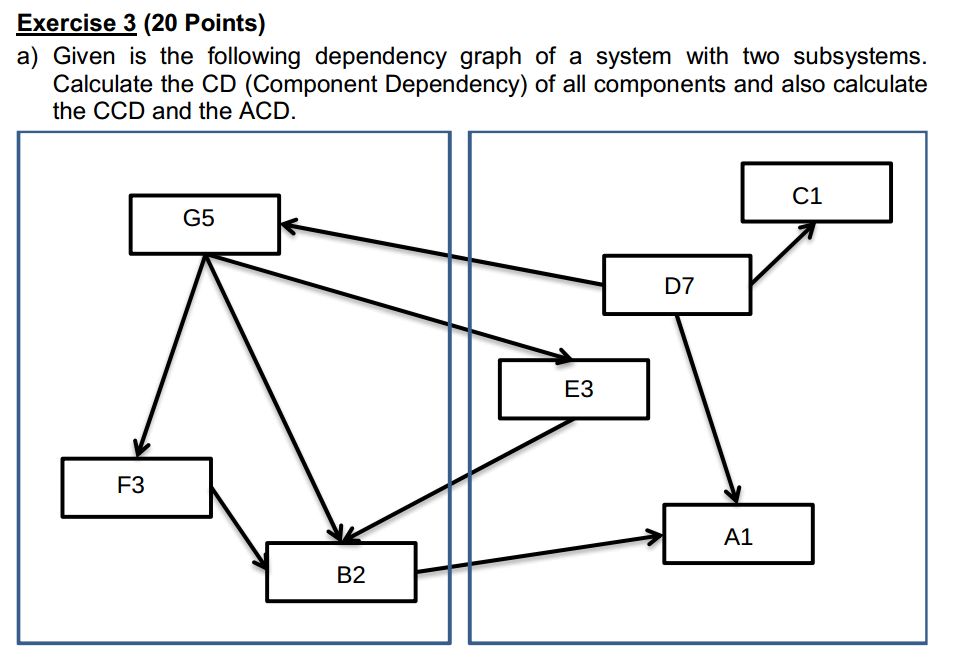 Exercise 3 (20 Points)
a) Given is the following dependency graph of a system with two subsystems.
Calculate the CD (Component Dependency) of all components and also calculate
the CCD and the ACD.
C1
G5
D7
E3
F3
A1
B2